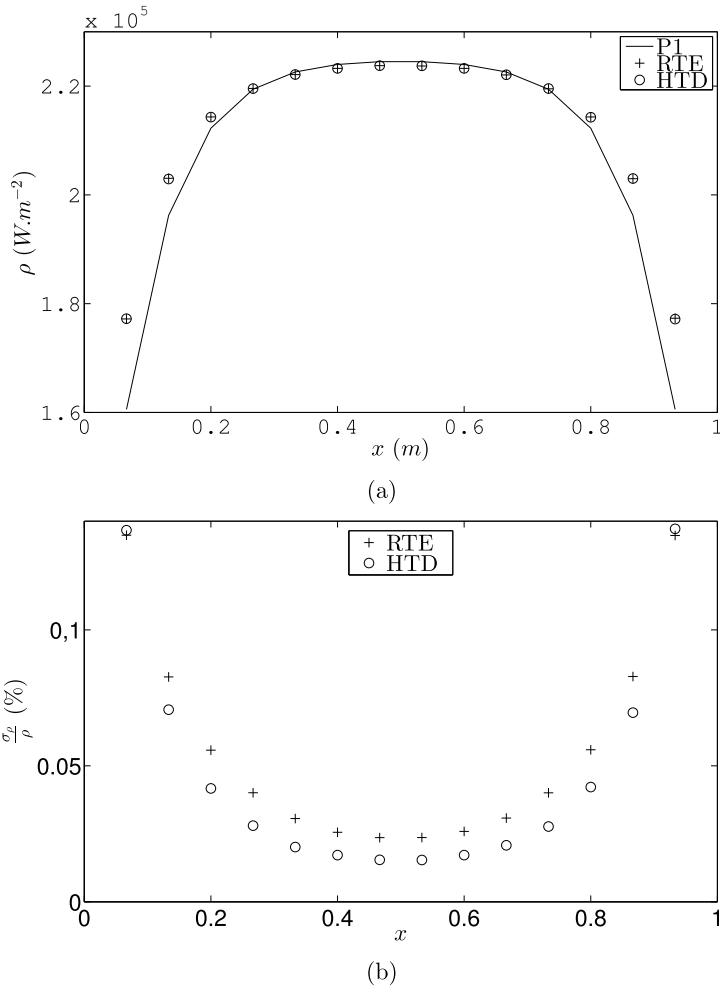 x 10^5
P1
RTE
HTD
2.2
2
1.8
1.6
ρ (W.m^{-2})
0 0.2 0.4 0.6 0.8 1
x (m)
(a)
RTE
HTD
0,1
0.05
0
σ_ρ/ρ (%)
0 0.2 0.4 0.6 0.8 1
x
(b)